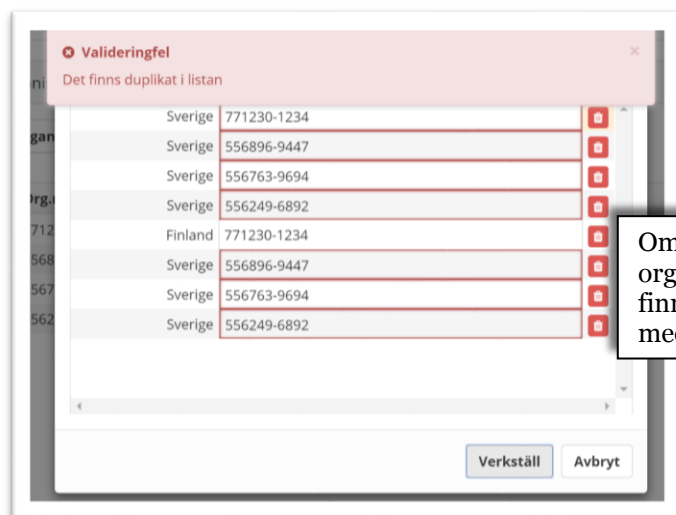 Valideringfel
×
Det finns duplikat i listan
Sverige 771230-1234
Sverige 556896-9447
Sverige 556763-9694
Sverige 556249-6892
Finland 771230-1234
Sverige 556896-9447
Sverige 556763-9694
Sverige 556249-6892
Verkställ Avbryt